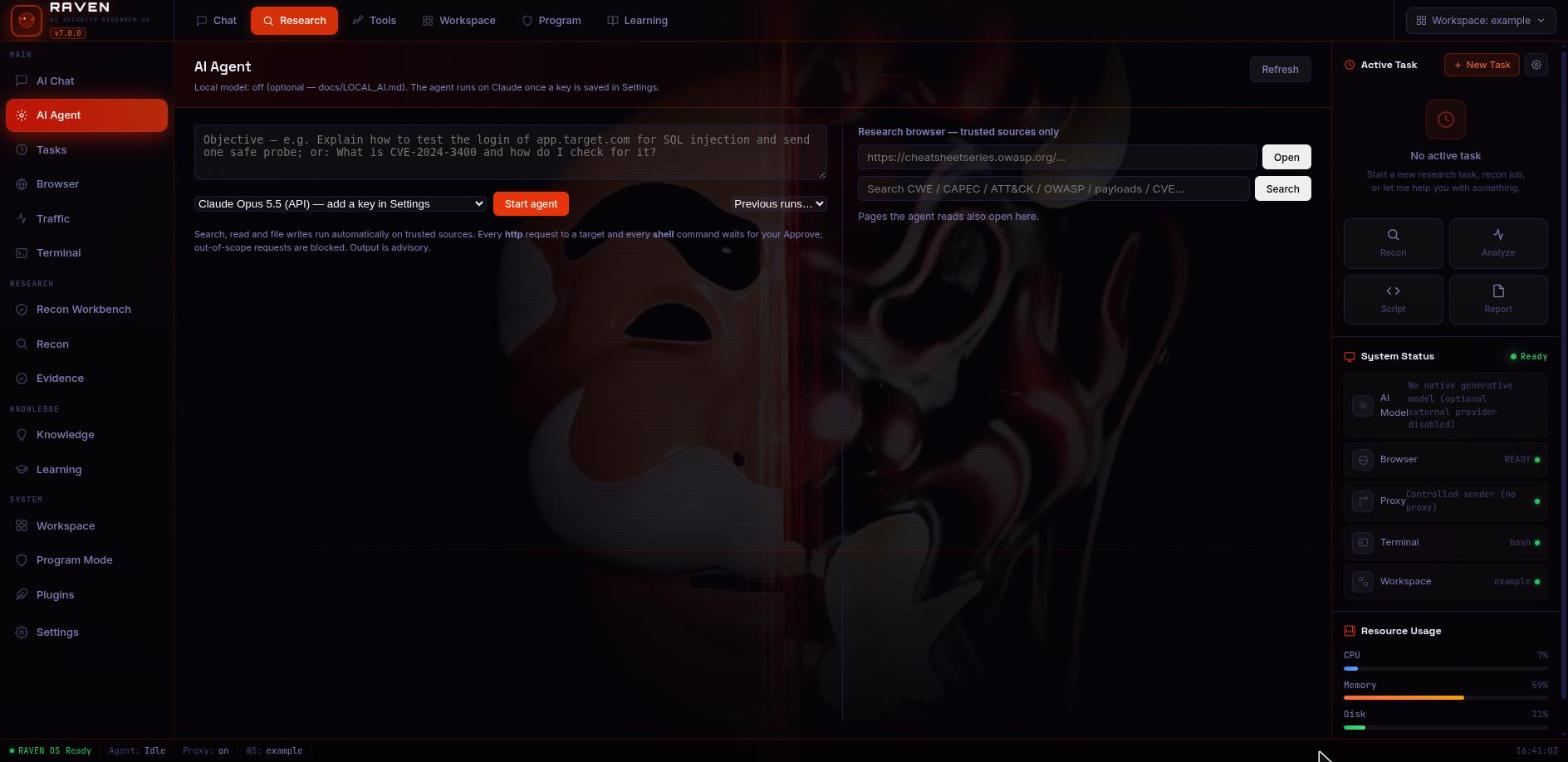 RAVEN
AI SECURITY RESEARCH OS
v7.0.0
Chat
Research
Tools
Workspace
Program
Learning
Workspace: example
MAIN
AI Chat
AI Agent
Tasks
Browser
Traffic
Terminal
RESEARCH
Recon Workbench
Recon
Evidence
KNOWLEDGE
Knowledge
Learning
SYSTEM
Workspace
Program Mode
Plugins
Settings
AI Agent
Local model: off (optional — docs/LOCAL_AI.md). The agent runs on Claude once a key is saved in Settings.
Refresh
Objective — e.g. Explain how to test the login of app.target.com for SQL injection and send
one safe probe; or: What is CVE-2024-3400 and how do I check for it?
Claude Opus 5.5 (API) — add a key in Settings
Start agent
Previous runs…
Search, read and file writes run automatically on trusted sources. Every http request to a target and every shell command waits for your Approve;
out-of-scope requests are blocked. Output is advisory.
Research browser — trusted sources only
https://cheatsheetseries.owasp.org/...
Open
Search CWE / CAPEC / ATT&CK / OWASP / payloads / CVE...
Search
Pages the agent reads also open here.
Active Task
+ New Task
No active task
Start a new research task, recon job,
or let me help you with something.
Recon
Analyze
Script
Report
System Status
Ready
AI Model
No native generative
model (optional
external provider
disabled)
Browser
READY
Proxy
Controlled sender (no
proxy)
Terminal
bash
Workspace
example
Resource Usage
CPU
7%
Memory
59%
Disk
11%
RAVEN OS Ready
Agent: Idle
Proxy: on
WS: example
16:41:03